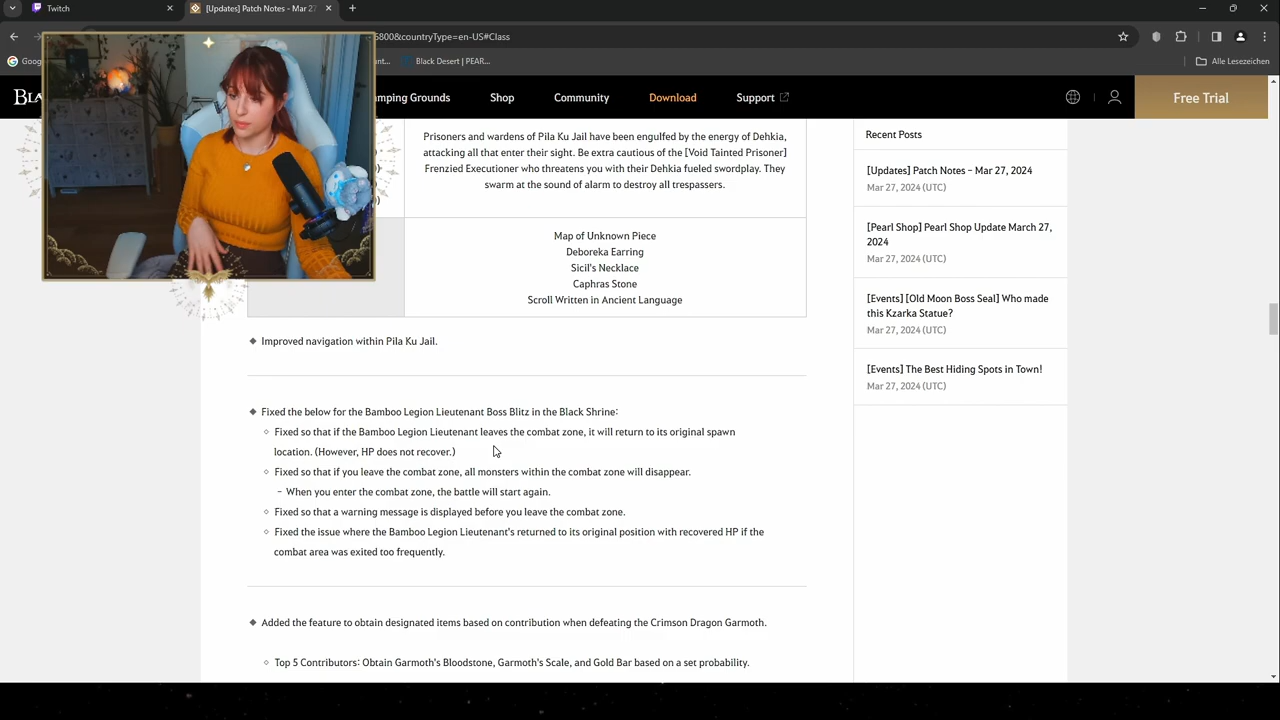 Twitch
[Updates] Patch Notes - Mar 27
5800&countryType=en-US#Class
Goog
nt...
Black Desert | PEAR...
Alle Lesezeichen
mping Grounds
Shop
Community
Download
Support
Free Trial
Prisoners and wardens of Pila Ku Jail have been engulfed by the energy of Dehkia,
attacking all that enter their sight. Be extra cautious of the [Void Tainted Prisoner]
Frenzied Executioner who threatens you with their Dehkia fueled swordplay. They
swarm at the sound of alarm to destroy all trespassers.
Map of Unknown Piece
Deboreka Earring
Sicil's Necklace
Caphras Stone
Scroll Written in Ancient Language
Improved navigation within Pila Ku Jail.
Fixed the below for the Bamboo Legion Lieutenant Boss Blitz in the Black Shrine:
Fixed so that if the Bamboo Legion Lieutenant leaves the combat zone, it will return to its original spawn
location. (However, HP does not recover.)
Fixed so that if you leave the combat zone, all monsters within the combat zone will disappear.
– When you enter the combat zone, the battle will start again.
Fixed so that a warning message is displayed before you leave the combat zone.
Fixed the issue where the Bamboo Legion Lieutenant's returned to its original position with recovered HP if the
combat area was exited too frequently.
Added the feature to obtain designated items based on contribution when defeating the Crimson Dragon Garmoth.
Top 5 Contributors: Obtain Garmoth's Bloodstone, Garmoth's Scale, and Gold Bar based on a set probability.
Recent Posts
[Updates] Patch Notes – Mar 27, 2024
Mar 27, 2024 (UTC)
[Pearl Shop] Pearl Shop Update March 27,
2024
Mar 27, 2024 (UTC)
[Events] [Old Moon Boss Seal] Who made
this Kzarka Statue?
Mar 27, 2024 (UTC)
[Events] The Best Hiding Spots in Town!
Mar 27, 2024 (UTC)